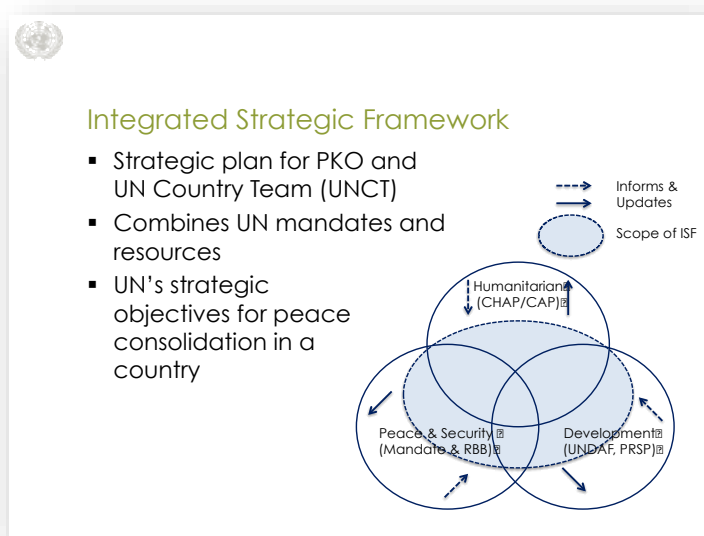 Integrated Strategic Framework
▪ Strategic plan for PKO and
UN Country Team (UNCT)
▪ Combines UN mandates and
resources
▪ UN’s strategic
objectives for peace
consolidation in a
country
Informs &
Updates
Scope of ISF
Humanitarian
(CHAP/CAP)
Peace & Security
(Mandate & RBB)
Development
(UNDAF, PRSP)